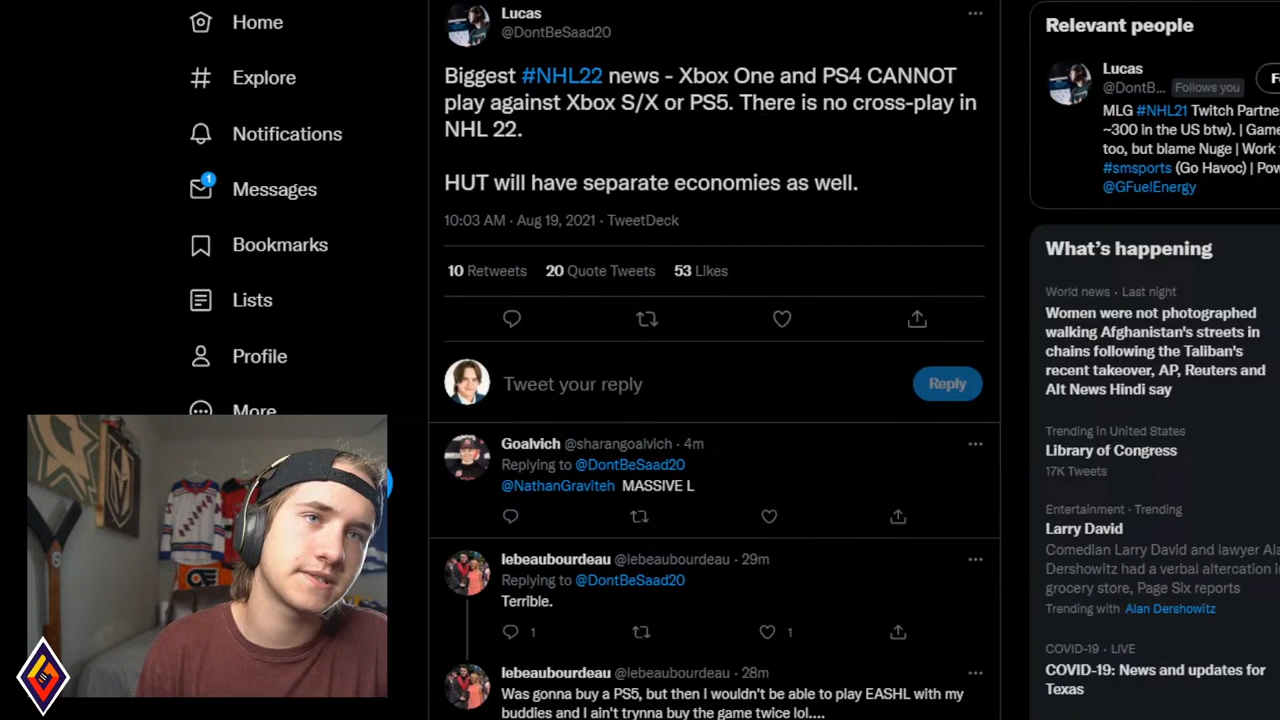 Home
Explore
Notifications
1
Messages
Bookmarks
Lists
Profile
More
Lucas
@DontBeSaad20
Biggest #NHL22 news - Xbox One and PS4 CANNOT
play against Xbox S/X or PS5. There is no cross-play in
NHL 22.
HUT will have separate economies as well.
10:03 AM · Aug 19, 2021 · TweetDeck
10 Retweets 20 Quote Tweets 53 Likes
Tweet your reply
Reply
Goalvich @sharangoalvich · 4m
Replying to @DontBeSaad20
@NathanGraviteh MASSIVE L
lebeaubourdeau @lebeaubourdeau · 29m
Replying to @DontBeSaad20
Terrible.
1 1
lebeaubourdeau @lebeaubourdeau · 28m
Was gonna buy a PS5, but then I wouldn't be able to play EASHL with my
buddies and I ain't trynna buy the game twice lol....
Relevant people
Lucas
@DontB... Follows you
MLG #NHL21 Twitch Partne
~300 in the US btw). | Game
too, but blame Nuge | Work
#smsports (Go Havoc) | Pow
@GFuelEnergy
What's happening
World news · Last night
Women were not photographed
walking Afghanistan's streets in
chains following the Taliban's
recent takeover, AP, Reuters and
Alt News Hindi say
Trending in United States
Library of Congress
17K Tweets
Entertainment · Trending
Larry David
Comedian Larry David and lawyer Ala
Dershowitz had a verbal altercation in
grocery store, Page Six reports
Trending with Alan Dershowitz
COVID-19 · LIVE
COVID-19: News and updates for
Texas